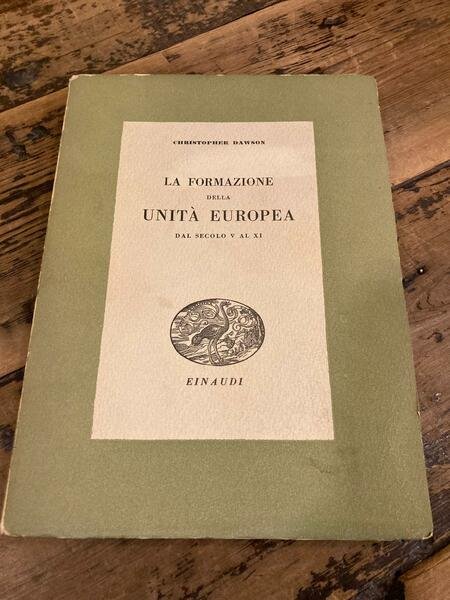 CHRISTOPHER DAWSON
LA FORMAZIONE
DELLA
UNITÀ EUROPEA
DAL SECOLO V AL XI
EINAUDI